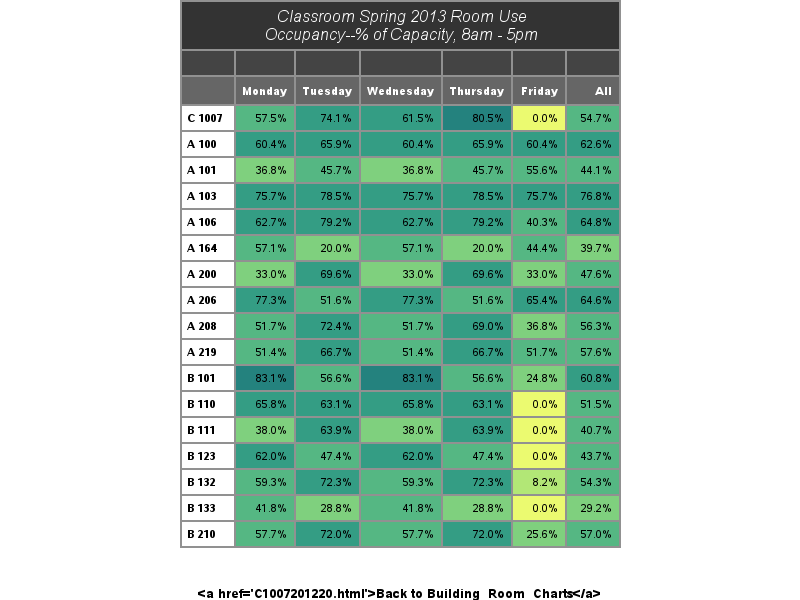 Classroom Spring 2013 Room Use
Occupancy--% of Capacity, 8am - 5pm
Monday Tuesday Wednesday Thursday Friday All
C 1007 57.5% 74.1% 61.5% 80.5% 0.0% 54.7%
A 100 60.4% 65.9% 60.4% 65.9% 60.4% 62.6%
A 101 36.8% 45.7% 36.8% 45.7% 55.6% 44.1%
A 103 75.7% 78.5% 75.7% 78.5% 75.7% 76.8%
A 106 62.7% 79.2% 62.7% 79.2% 40.3% 64.8%
A 164 57.1% 20.0% 57.1% 20.0% 44.4% 39.7%
A 200 33.0% 69.6% 33.0% 69.6% 33.0% 47.6%
A 206 77.3% 51.6% 77.3% 51.6% 65.4% 64.6%
A 208 51.7% 72.4% 51.7% 69.0% 36.8% 56.3%
A 219 51.4% 66.7% 51.4% 66.7% 51.7% 57.6%
B 101 83.1% 56.6% 83.1% 56.6% 24.8% 60.8%
B 110 65.8% 63.1% 65.8% 63.1% 0.0% 51.5%
B 111 38.0% 63.9% 38.0% 63.9% 0.0% 40.7%
B 123 62.0% 47.4% 62.0% 47.4% 0.0% 43.7%
B 132 59.3% 72.3% 59.3% 72.3% 8.2% 54.3%
B 133 41.8% 28.8% 41.8% 28.8% 0.0% 29.2%
B 210 57.7% 72.0% 57.7% 72.0% 25.6% 57.0%
<a href='C1007201220.html'>Back to Building_Room_Charts</a>